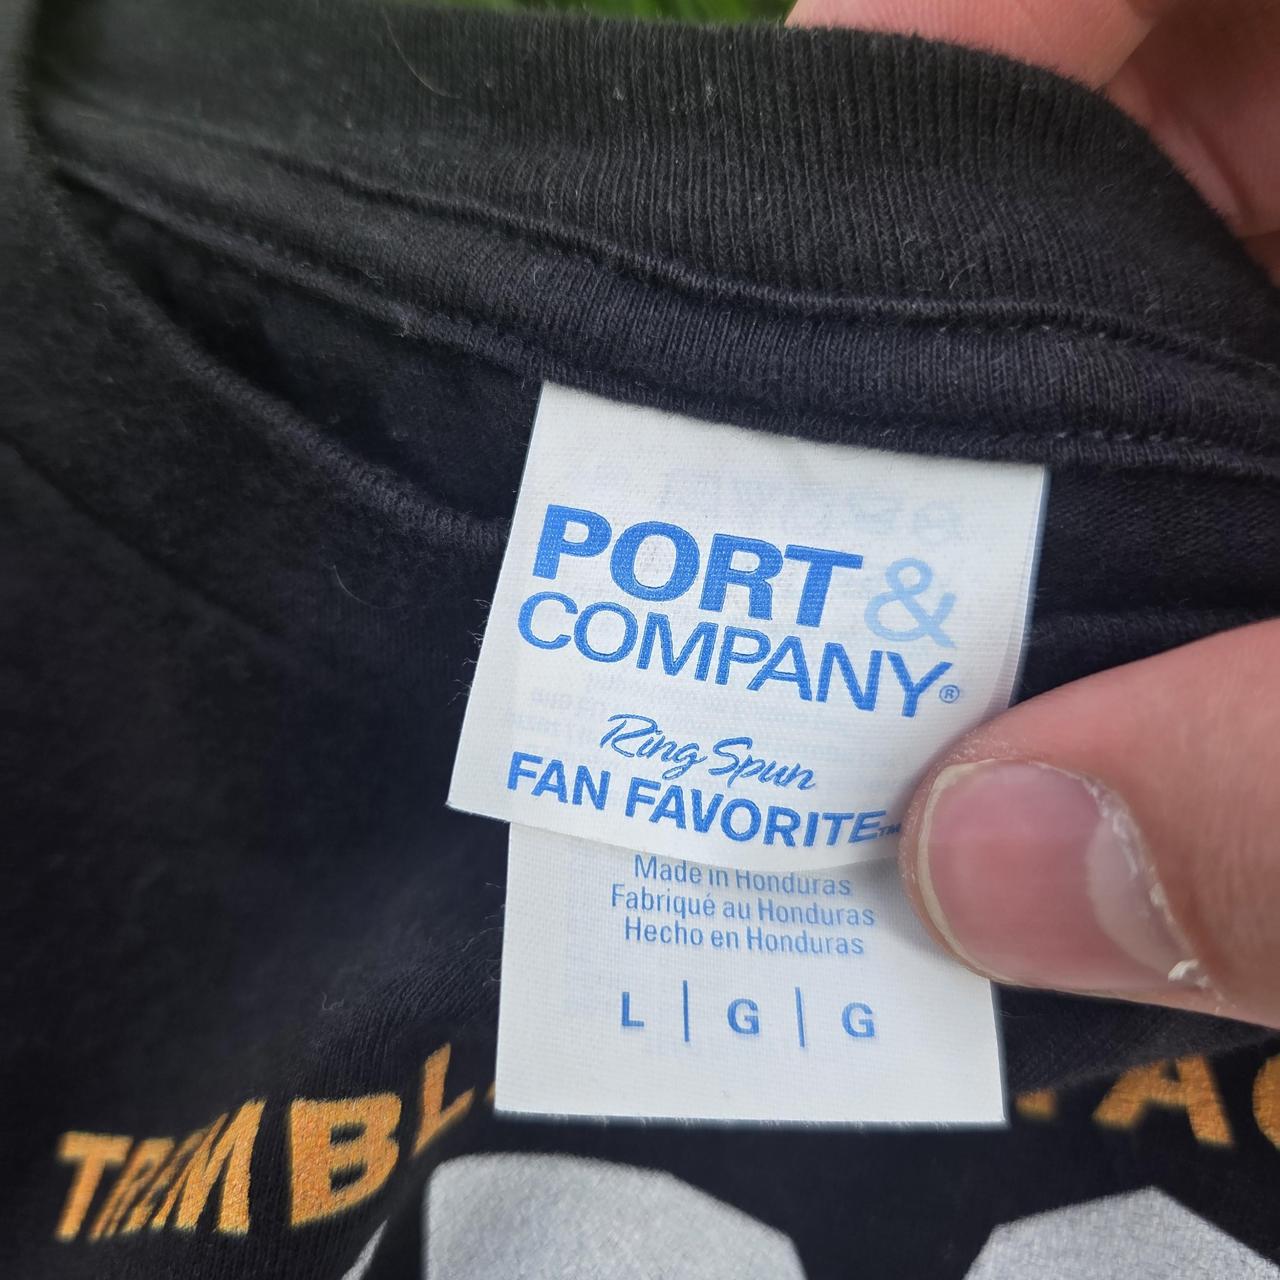 PORT &
COMPANY®
Ring Spun
FAN FAVORITE™
Made in Honduras
Fabriqué au Honduras
Hecho en Honduras
L | G | G